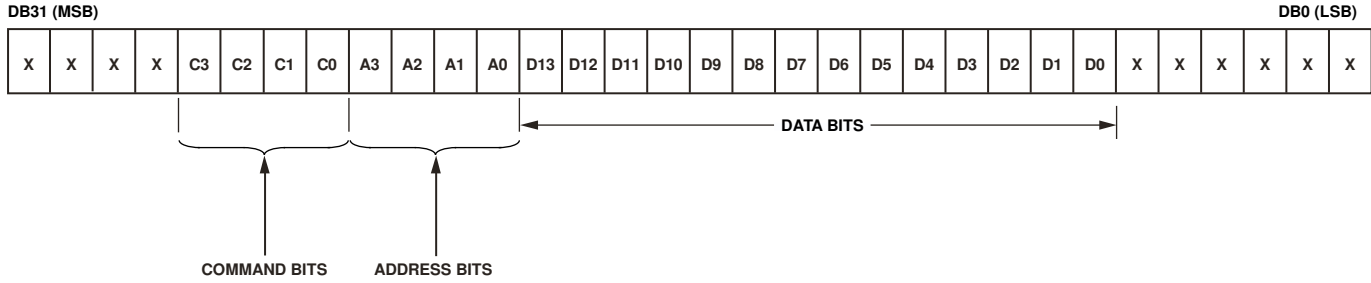 DB31 (MSB) DB0 (LSB)
X X X X C3 C2 C1 C0 A3 A2 A1 A0 D13 D12 D11 D10 D9 D8 D7 D6 D5 D4 D3 D2 D1 D0 X X X X X X
DATA BITS
COMMAND BITS ADDRESS BITS